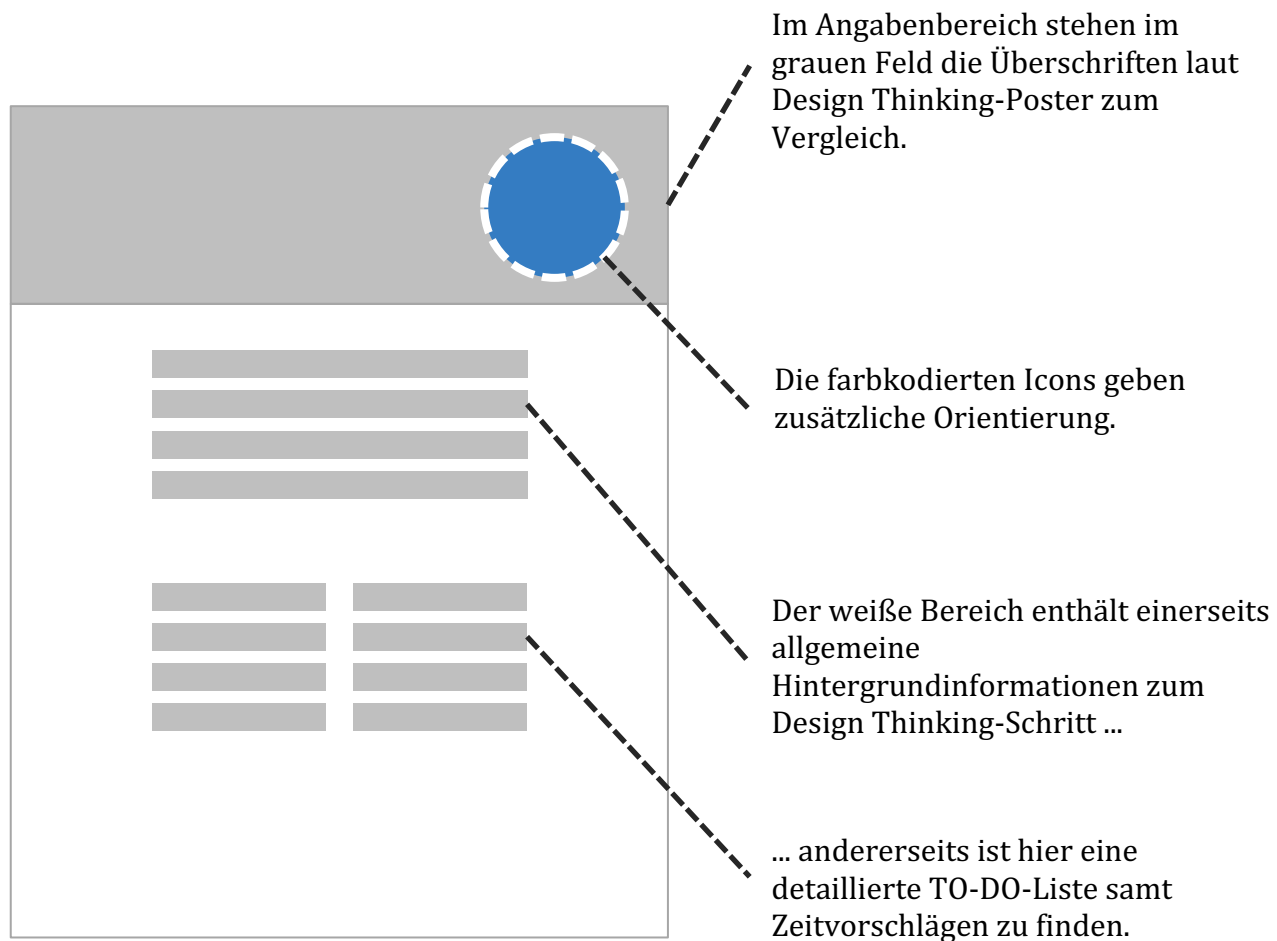 Im Angabenbereich stehen im
grauen Feld die Überschriften laut
Design Thinking-Poster zum
Vergleich.
Die farbkodierten Icons geben
zusätzliche Orientierung.
Der weiße Bereich enthält einerseits
allgemeine
Hintergrundinformationen zum
Design Thinking-Schritt ...
... andererseits ist hier eine
detaillierte TO-DO-Liste samt
Zeitvorschlägen zu finden.